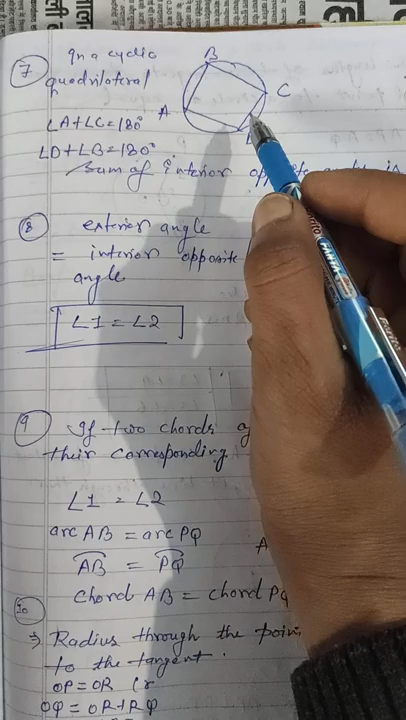 7
In a cyclic
quadrilateral
B
C
A
∠A+∠C=180°
∠D+∠B=180°
Sum of interior
8
exterior angle
= interior opposite
angle
∠1 = ∠2
9
If two chords
their corresponding
∠1 = ∠2
arc AB = arc PQ
A
AB = PQ
chord AB = chord PQ
10
⇒ Radius through the
to the tangent.
OP = OR
OQ = OR+RQ